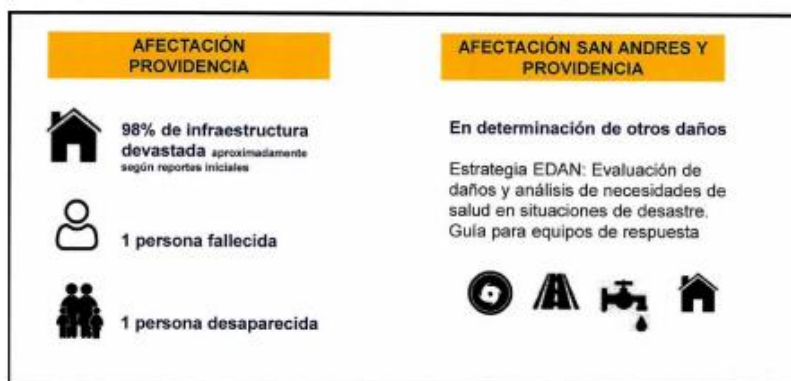 AFECTACIÓN
PROVIDENCIA
98% de infraestructura
devastada aproximadamente
según reportes iniciales
1 persona fallecida
1 persona desaparecida
AFECTACIÓN SAN ANDRES Y
PROVIDENCIA
En determinación de otros daños
Estrategia EDAN: Evaluación de
daños y análisis de necesidades de
salud en situaciones de desastre.
Guía para equipos de respuesta